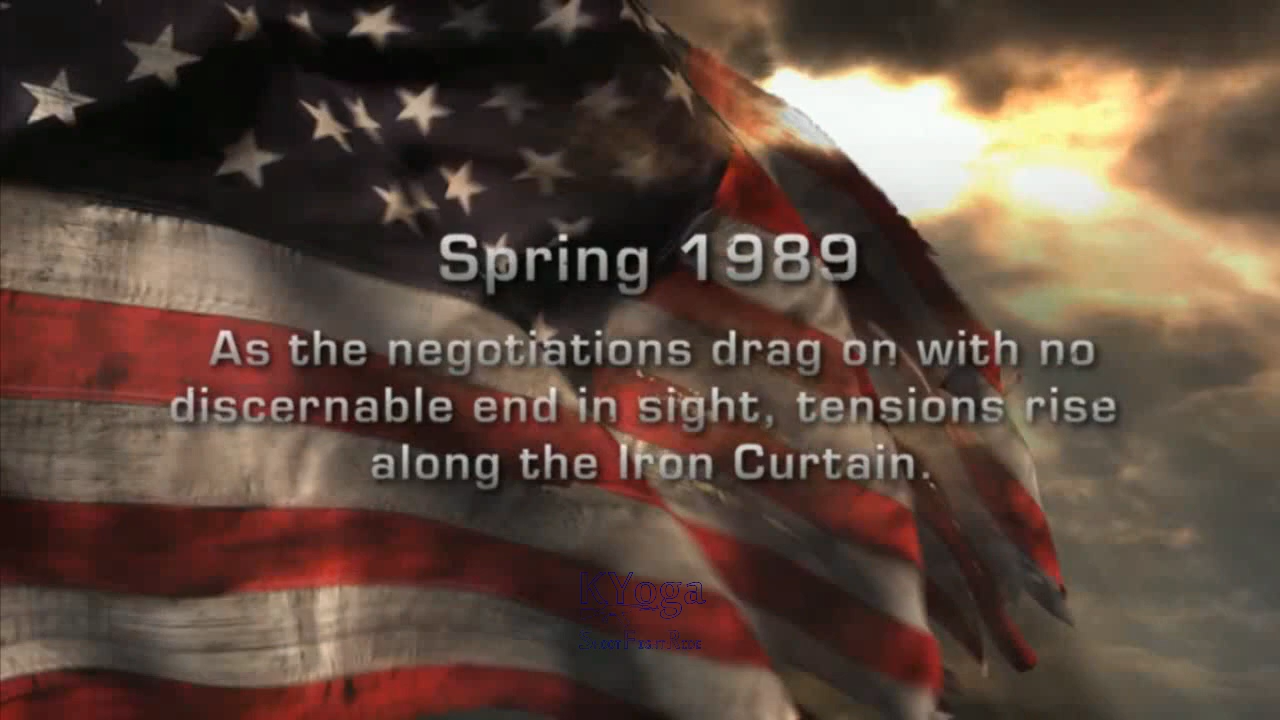 Spring 1989
As the negotiations drag on with no
discernable end in sight, tensions rise
along the Iron Curtain.
KYoga